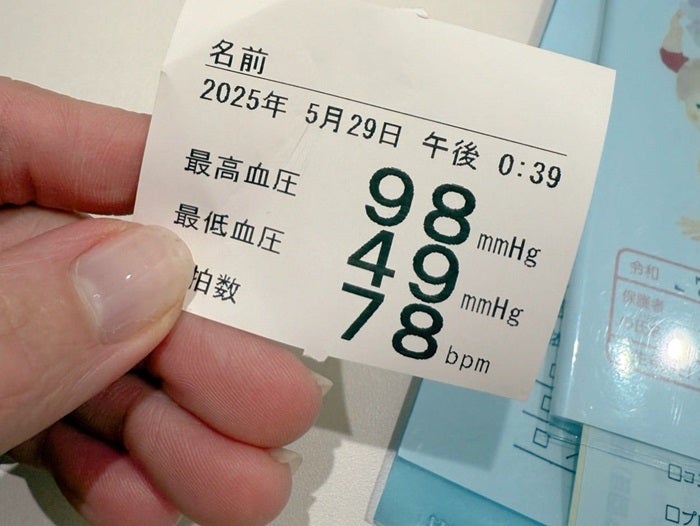 名前
2025年 5月29日 午後 0:39
最高血圧 98 mmHg
最低血圧 49 mmHg
拍数 78 bpm
令和
保護者